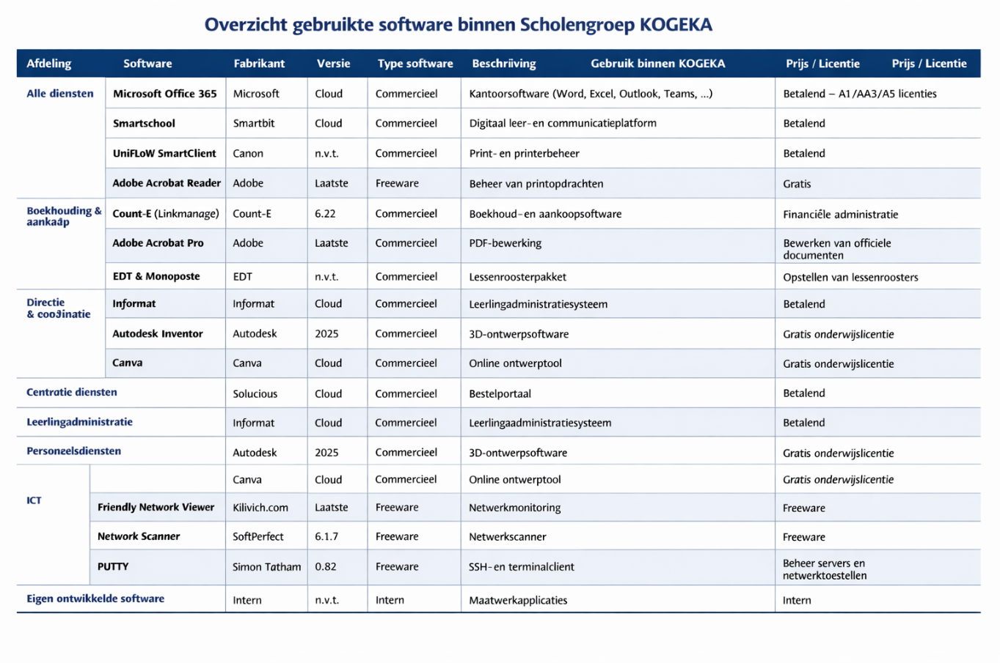 Overzicht gebruikte software binnen Scholengroep KOGEKA
Afdeling Software Fabrikant Versie Type software Beschriiving Gebruik binnen KOGEKA Prijs / Licentie Prijs / Licentie
Alle diensten Microsoft Office 365 Microsoft Cloud Commercieel Kantoorsoftware (Word, Excel, Outlook, Teams, ...) Betalend – A1/AA3/A5 licenties
Smartschool Smartbit Cloud Commercieel Digitaal leer-en communicatieplatform Betalend
UniFLoW SmartClient Canon n.v.t. Commercieel Print-en printerbeheer Betalend
Adobe Acrobat Reader Adobe Laatste Freeware Beheer van printopdrachten Gratis
Boekhouding &
aankaâp
Count-E (Linkmanage) Count-E 6.22 Commercieel Boekhoud-en aankoopsoftware Financiêle administratie
Adobe Acrobat Pro Adobe Laatste Commercieel PDF-bewerking Bewerken van officiele
documenten
EDT & Monoposte EDT n.v.t. Commercieel Lessenroosterpakket Opstellen van lessenroosters
Directie
& cooƏinatie
Informat Informat Cloud Commercieel Leerlingadministratiesysteem Betalend
Autodesk Inventor Autodesk 2025 Commercieel 3D-ontwerpsoftware Gratis onderwijslicentie
Canva Canva Cloud Commercieel Online ontwerptool Gratis onderwijslicentie
Centratie diensten Solucious Cloud Commercieel Bestelportaal Betalend
Leerlingadministratie Informat Cloud Commercieel Leerlingaadministratiesysteem Betalend
Personeelsdiensten Autodesk 2025 Commercieel 3D-ontwerpsoftware Gratis onderwijslicentie
Canva Cloud Commercieel Online ontwerptool Gratis onderwijslicentie
ICT
Friendly Network Viewer Kilivich.com Laatste Freeware Netwerkmonitoring Freeware
Network Scanner SoftPerfect 6.1.7 Freeware Netwerkscanner Freeware
PUTTY Simon Tatham 0.82 Freeware SSH-en terminalclient Beheer servers en
netwerktoestellen
Eigen ontwikkelde software Intern n.v.t. Intern Maatwerkapplicaties Intern